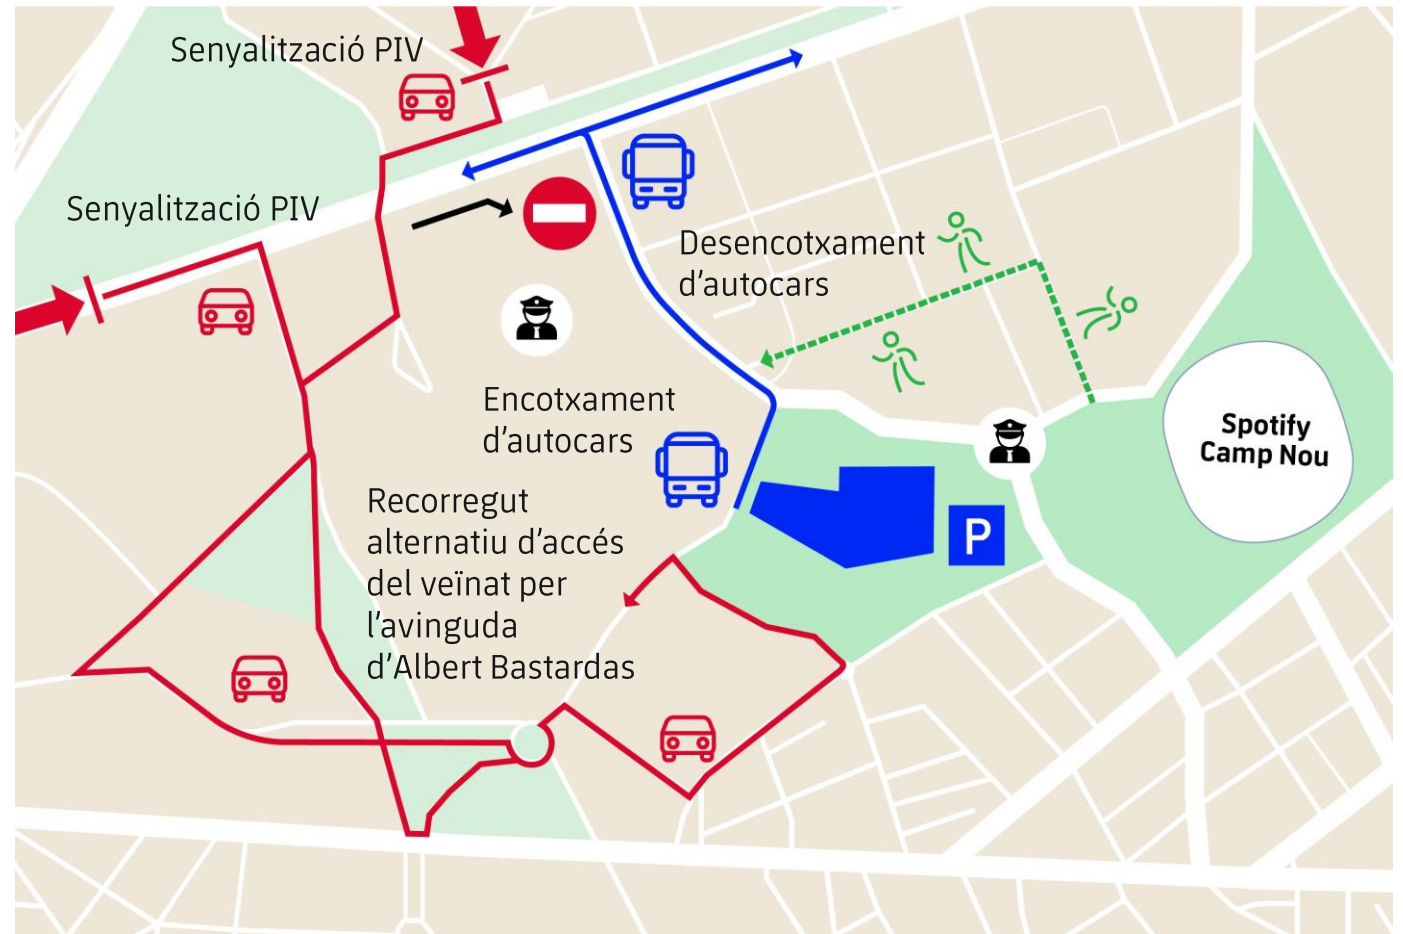 Senyalització PIV
Senyalització PIV
Desencotxament
d'autocars
Encotxament
d'autocars
Spotify
Camp Nou
Recorregut
alternatiu d'accés
del veïnat per
l'avinguda
d'Albert Bastardas
P